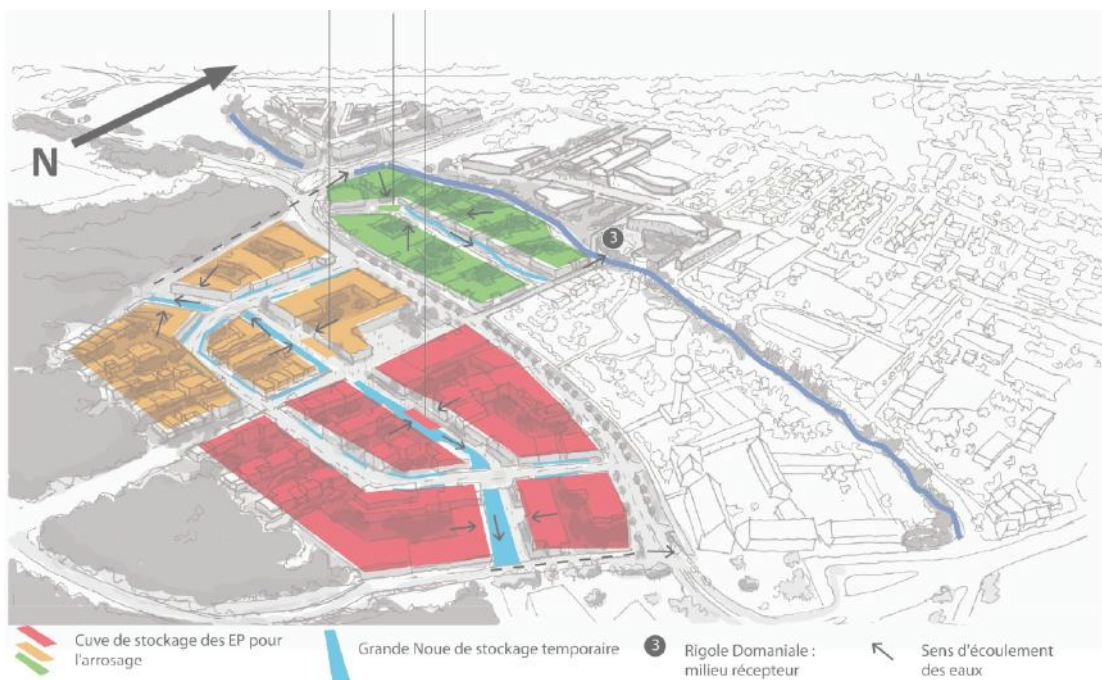 N
3
Cuve de stockage des EP pour
l'arrosage
Grande Noue de stockage temporaire
3
Rigole Domaniale :
milieu récepteur
Sens d'écoulement
des eaux